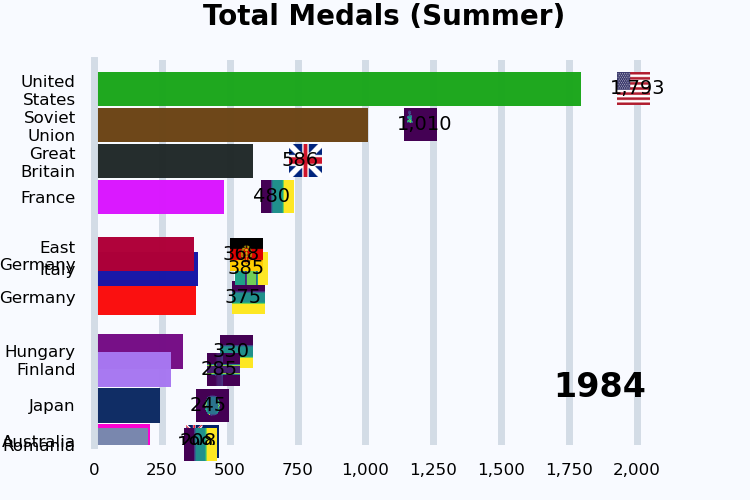 Total Medals (Summer)
United
States
1,793
Soviet
Union
1,010
Great
Britain
586
France
480
East
Germany
368
Italy
385
Germany
375
Hungary
330
Finland
285
Japan
245
Australia
Romania
208
1984
0 250 500 750 1,000 1,250 1,500 1,750 2,000